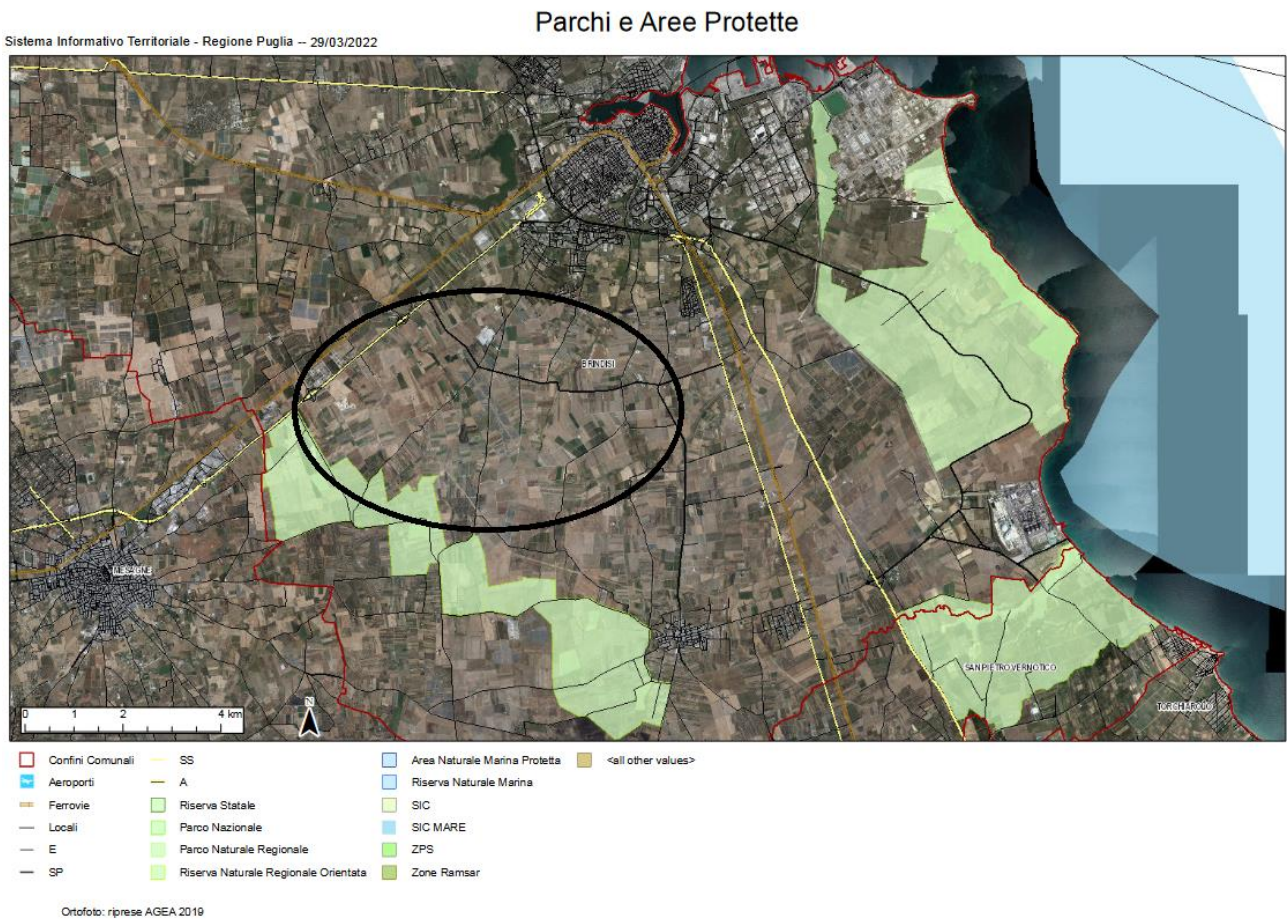 Parchi e Aree Protette
Sistema Informativo Territoriale - Regione Puglia -- 29/03/2022
BRINDISI
MESAGNE
SAN PIETRO VERNOTICO
TORCHIAROLO
0 1 2 4 km
N
Confini Comunali
Aeroporti
Ferrovie
Locali
E
SP
SS
A
Riserva Statale
Parco Nazionale
Parco Naturale Regionale
Riserva Naturale Regionale Orientata
Area Naturale Marina Protetta
Riserva Naturale Marina
SIC
SIC MARE
ZPS
Zone Ramsar
<all other values>
Ortofoto: riprese AGEA 2019